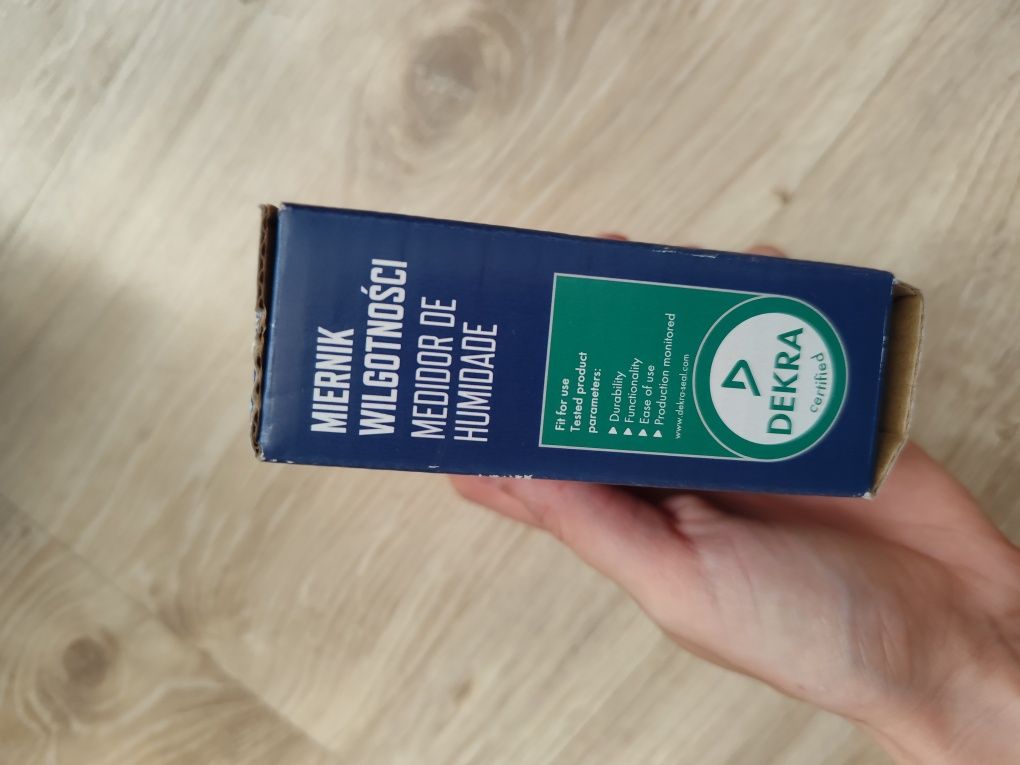 MIERNIK
WILGOTNOŚCI
MEDIDOR DE
HUMIDADE
Fit for use
Tested product
parameters:
Durability
Functionality
Ease of use
Production monitored
www.dekra-seal.com
DEKRA
certified